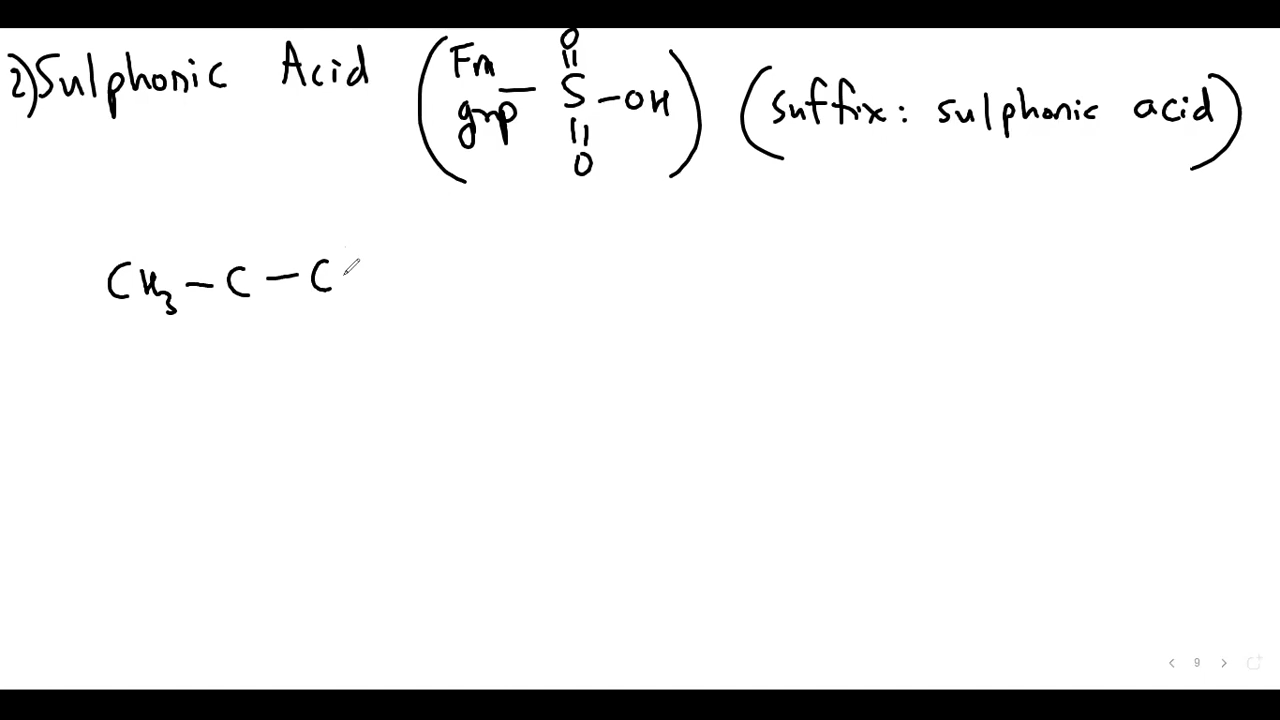 2) Sulphonic Acid (Fn grp — S(=O)(=O) — OH) (Suffix: sulphonic acid)
CH3 — C — C
9